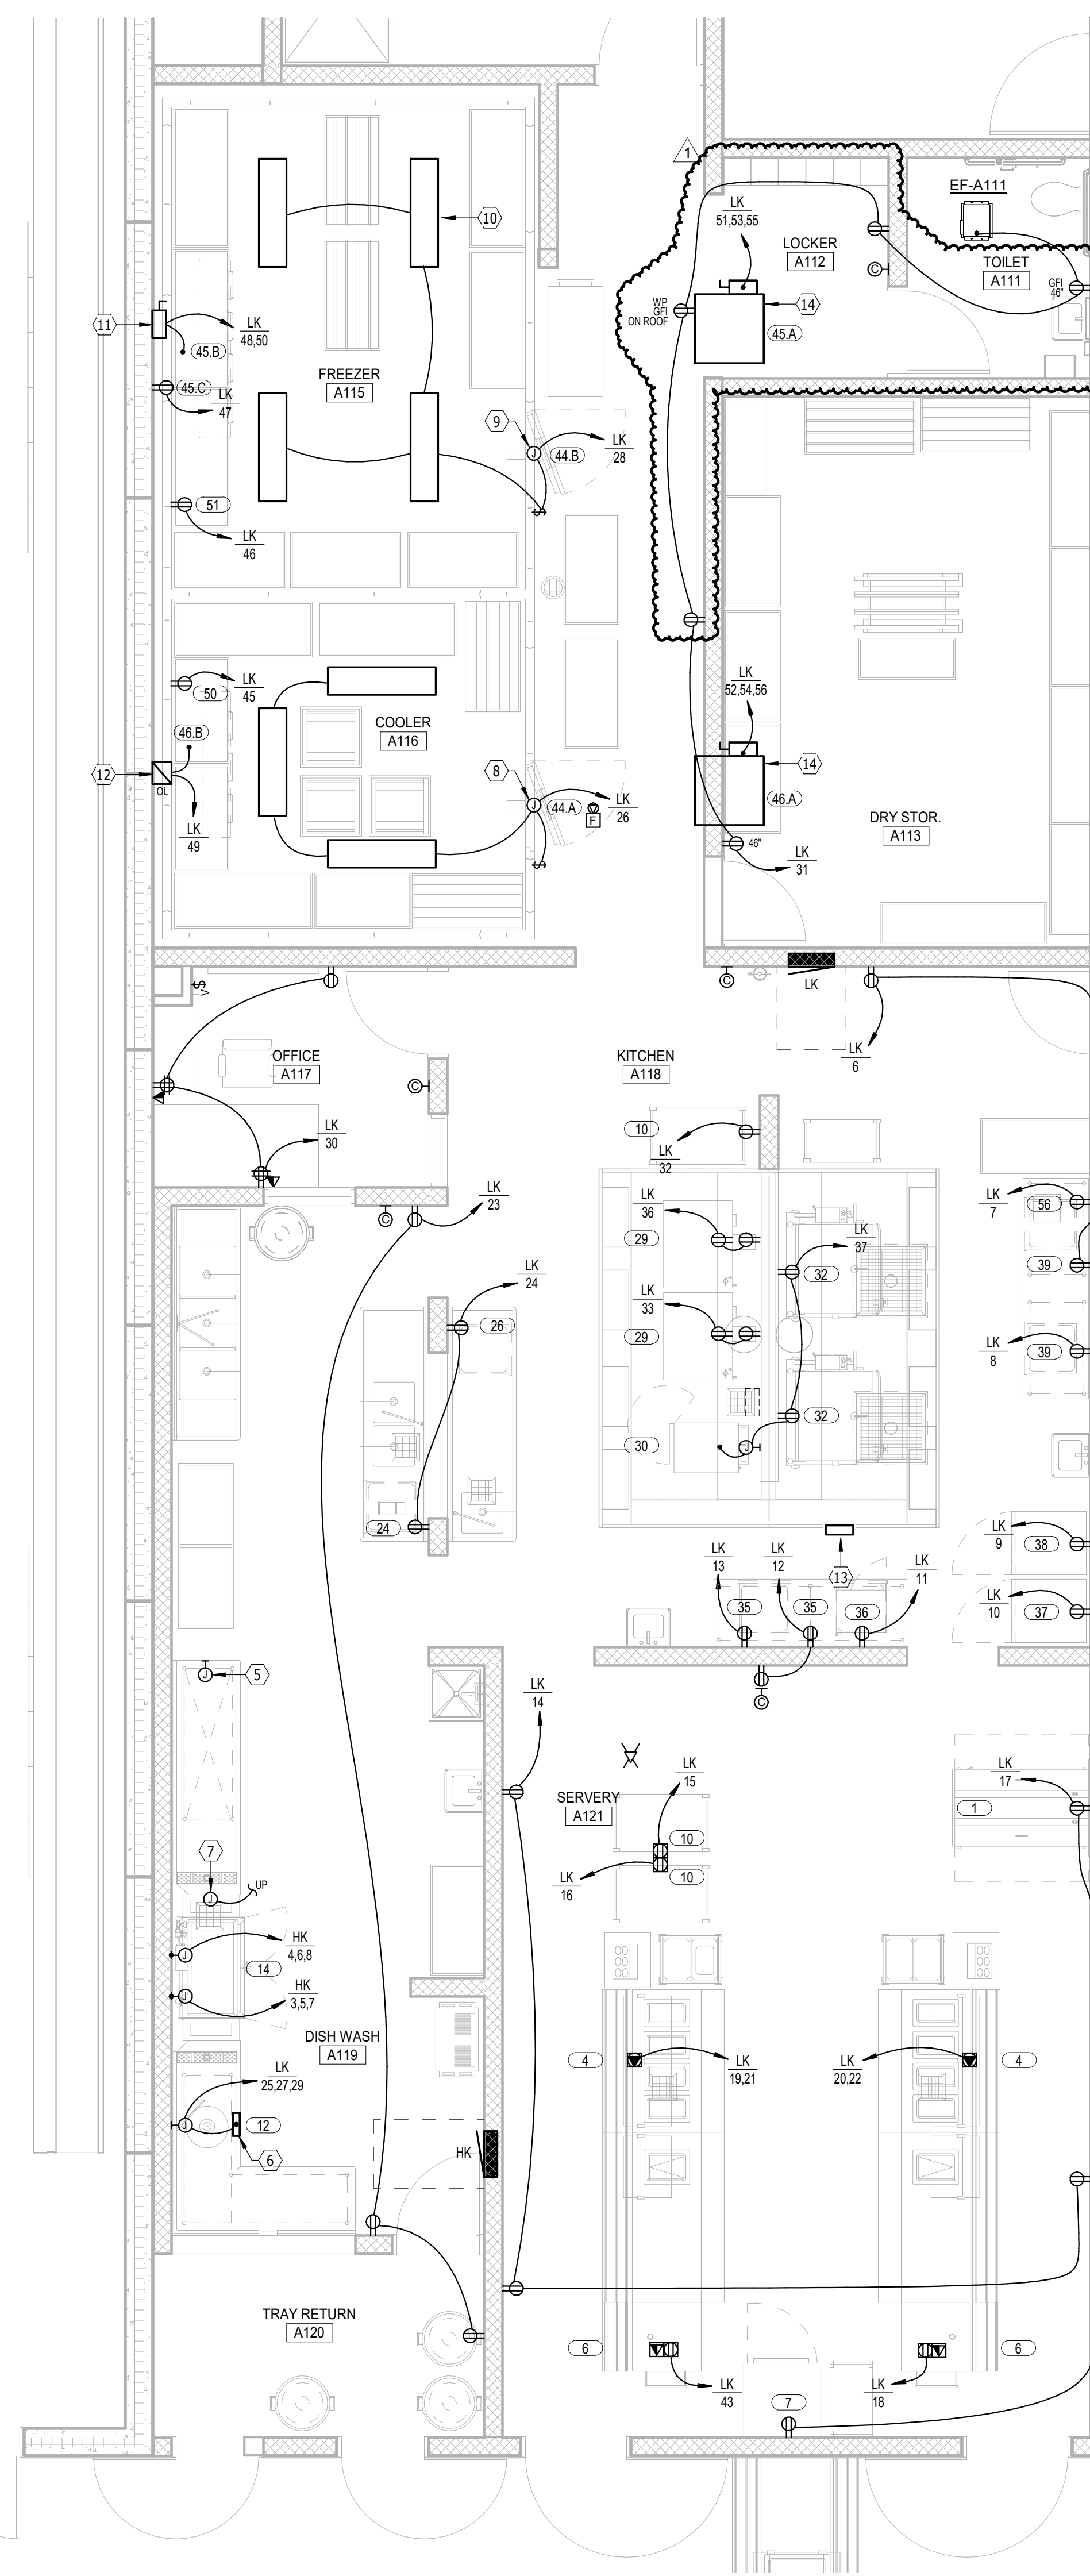 1
EF-A111
LK
51,53,55
LOCKER
A112
TOILET
A111
C
GFI
46"
10
WP
GFI
ON ROOF
14
45.A
11
LK
48,50
45.B
45.C
LK
47
FREEZER
A115
9
J
44.B
LK
28
51
LK
46
LK
45
50
46.B
COOLER
A116
LK
52,54,56
14
46.A
12
OL
LK
49
8
J
44.A
F
LK
26
DRY STOR.
A113
46"
LK
31
C
LK
LK
6
OFFICE
A117
C
KITCHEN
A118
LK
30
10
LK
32
C
LK
23
LK
36
29
LK
37
32
LK
7
56
39
LK
24
26
LK
33
29
LK
8
39
32
30
J
24
LK
9
38
LK
13
LK
12
13
LK
11
35
35
36
LK
10
37
J
5
C
LK
14
SERVERY
A121
LK
15
10
LK
16
10
LK
17
1
7
J
UP
J
HK
4,6,8
14
J
HK
3,5,7
DISH WASH
A119
LK
25,27,29
J
12
6
HK
4
LK
19,21
LK
20,22
4
TRAY RETURN
A120
6
LK
43
7
LK
18
6